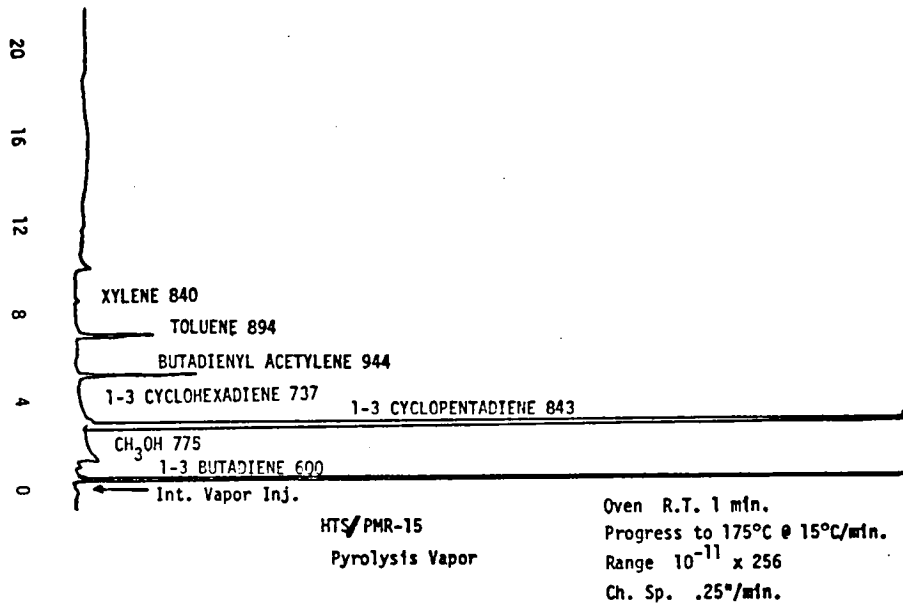 20
16
12
8
4
0
XYLENE 840
TOLUENE 894
BUTADIENYL ACETYLENE 944
1-3 CYCLOHEXADIENE 737
1-3 CYCLOPENTADIENE 843
CH₃OH 775
1-3 BUTADIENE 600
Int. Vapor Inj.
HTS/PMR-15
Pyrolysis Vapor
Oven R.T. 1 min.
Progress to 175°C @ 15°C/min.
Range 10⁻¹¹ x 256
Ch. Sp. .25"/min.